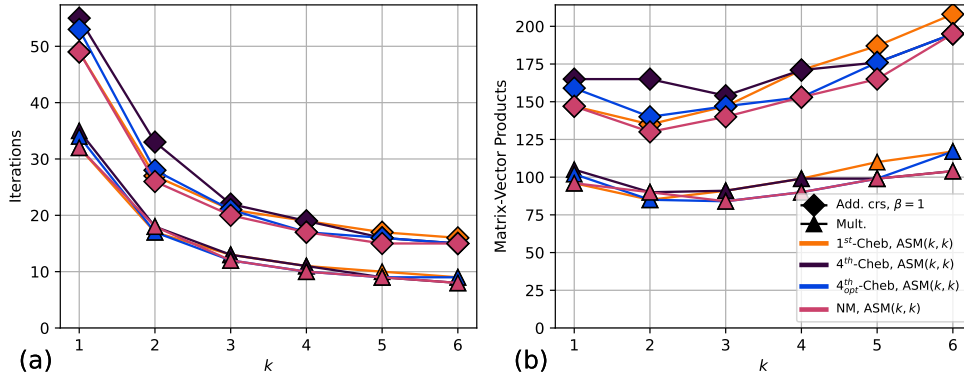 Iterations
50
40
30
20
10
0
1 2 3 4 5 6
k
(a)
Matrix-Vector Products
200
175
150
125
100
75
50
25
0
1 2 3 4 5 6
k
(b)
Add. crs, β = 1
Mult.
1ˢᵗ-Cheb, ASM(k, k)
4ᵗʰ-Cheb, ASM(k, k)
4ᵗʰₒₚₜ-Cheb, ASM(k, k)
NM, ASM(k, k)